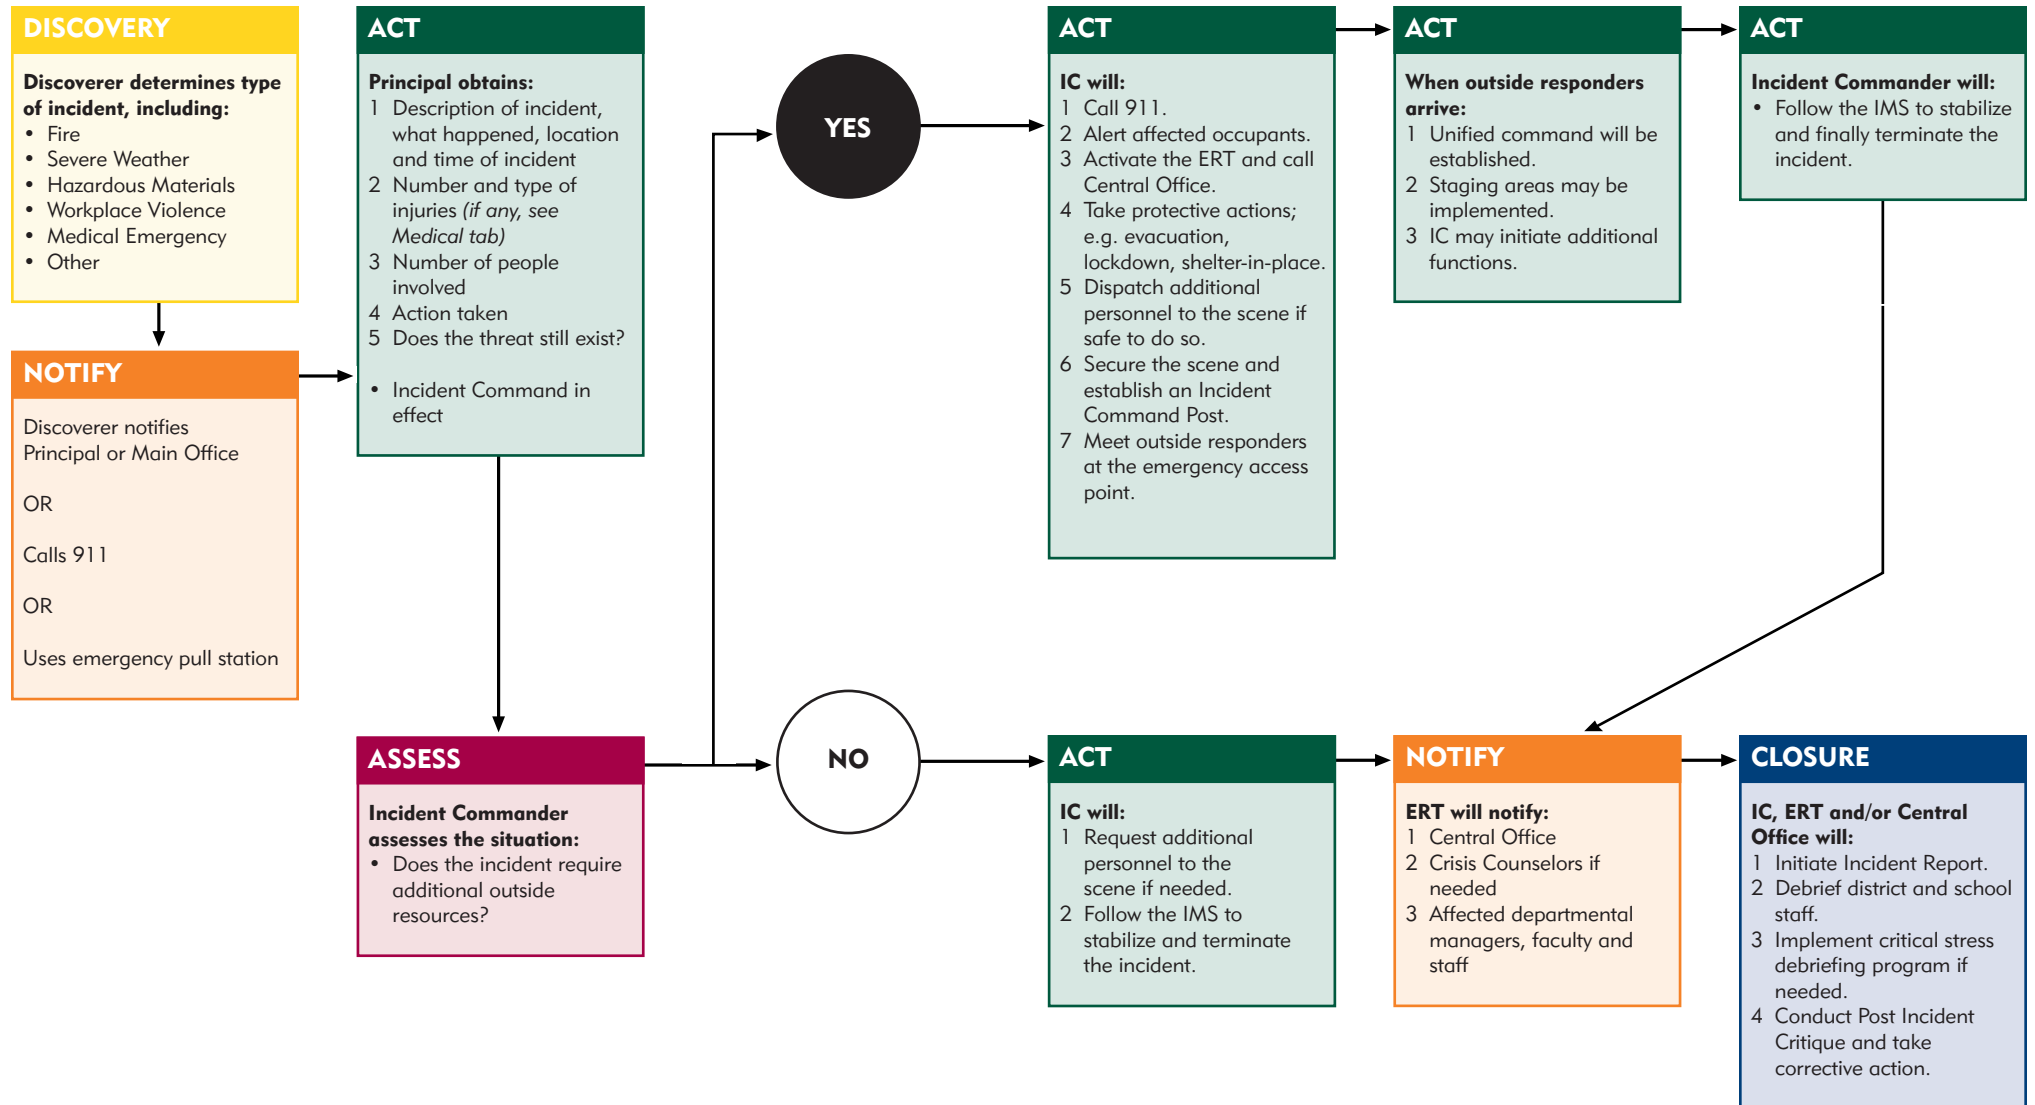 DISCOVERY
Discoverer determines type
of incident, including:
• Fire
• Severe Weather
• Hazardous Materials
• Workplace Violence
• Medical Emergency
• Other
NOTIFY
Discoverer notifies
Principal or Main Office
OR
Calls 911
OR
Uses emergency pull station
ACT
Principal obtains:
1 Description of incident,
what happened, location
and time of incident
2 Number and type of
injuries (if any, see
Medical tab)
3 Number of people
involved
4 Action taken
5 Does the threat still exist?
• Incident Command in
effect
ASSESS
Incident Commander
assesses the situation:
• Does the incident require
additional outside
resources?
YES
ACT
IC will:
1 Call 911.
2 Alert affected occupants.
3 Activate the ERT and call
Central Office.
4 Take protective actions;
e.g. evacuation,
lockdown, shelter-in-place.
5 Dispatch additional
personnel to the scene if
safe to do so.
6 Secure the scene and
establish an Incident
Command Post.
7 Meet outside responders
at the emergency access
point.
ACT
When outside responders
arrive:
1 Unified command will be
established.
2 Staging areas may be
implemented.
3 IC may initiate additional
functions.
ACT
Incident Commander will:
• Follow the IMS to stabilize
and finally terminate the
incident.
NO
ACT
IC will:
1 Request additional
personnel to the
scene if needed.
2 Follow the IMS to
stabilize and terminate
the incident.
NOTIFY
ERT will notify:
1 Central Office
2 Crisis Counselors if
needed
3 Affected departmental
managers, faculty and
staff
CLOSURE
IC, ERT and/or Central
Office will:
1 Initiate Incident Report.
2 Debrief district and school
staff.
3 Implement critical stress
debriefing program if
needed.
4 Conduct Post Incident
Critique and take
corrective action.